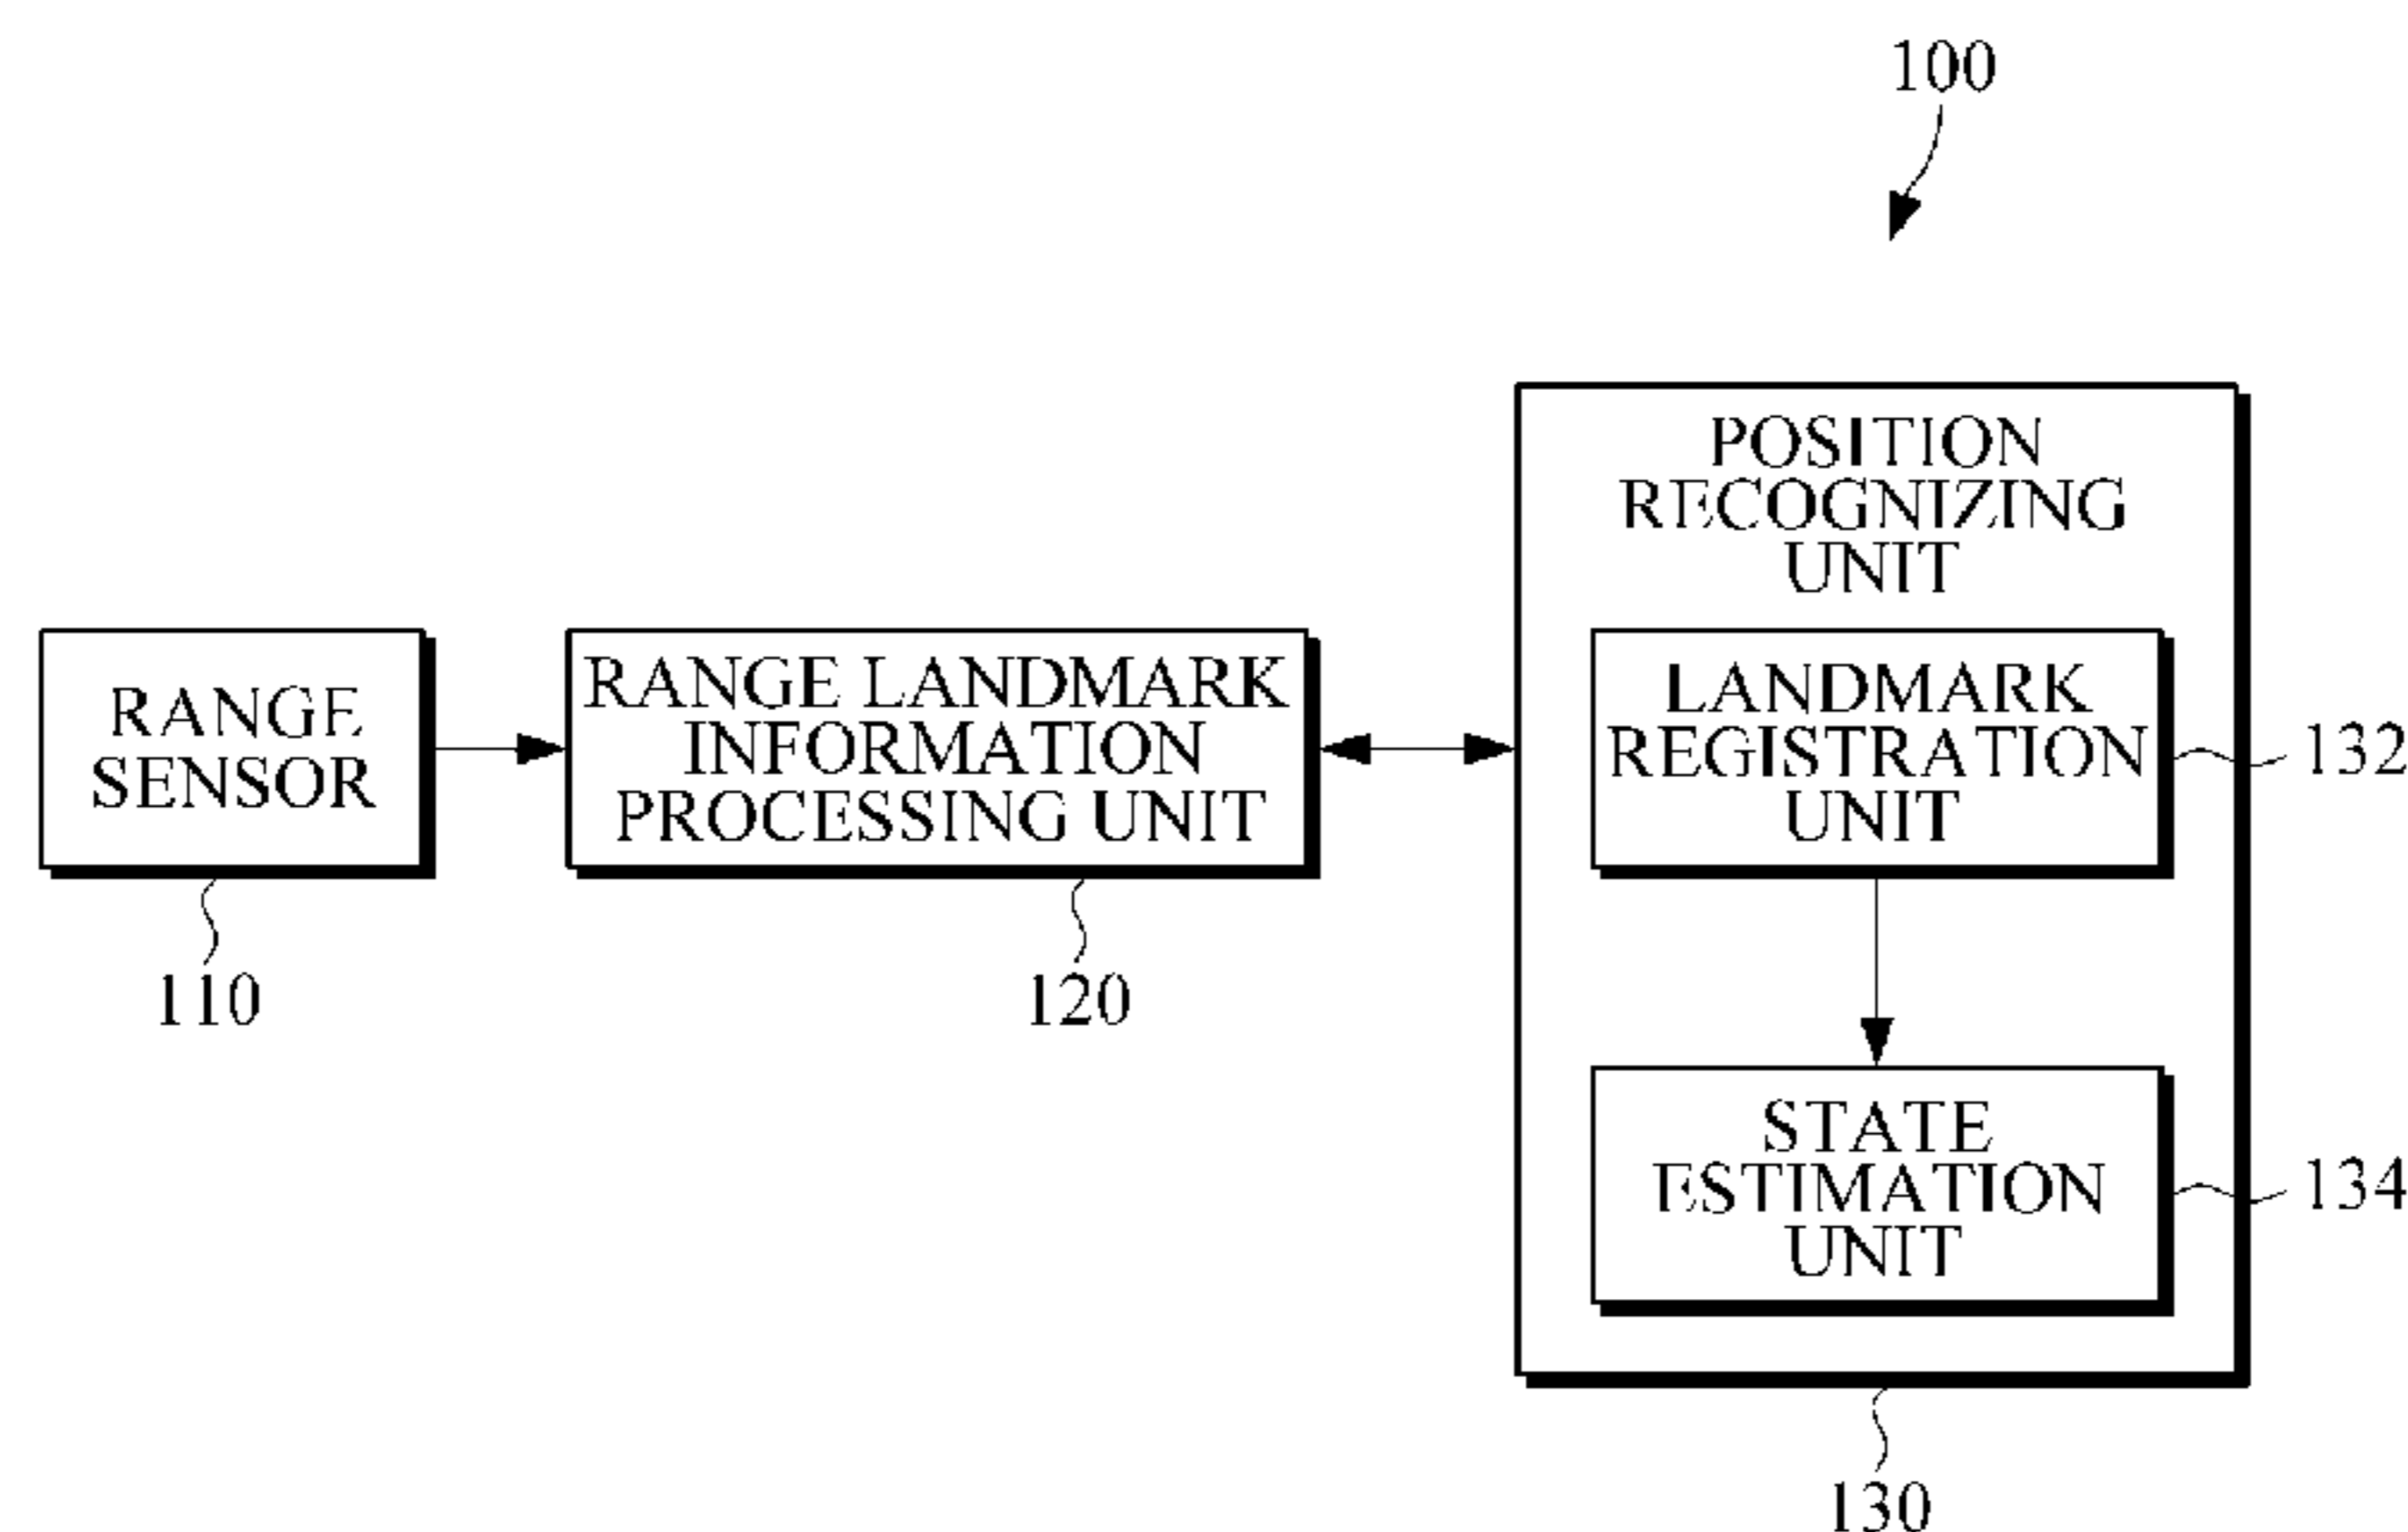 100
POSITION
RECOGNIZING
UNIT
RANGE
SENSOR
RANGE LANDMARK
INFORMATION
PROCESSING UNIT
LANDMARK
REGISTRATION
UNIT
132
110
120
STATE
ESTIMATION
UNIT
134
130